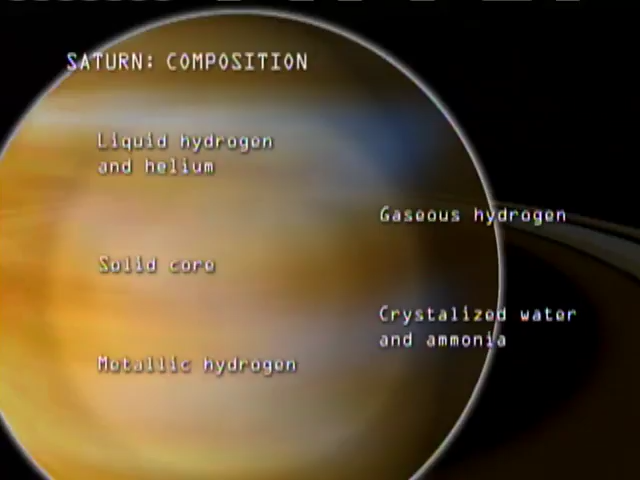 SATURN: COMPOSITION
Liquid hydrogen
and helium
Gaseous hydrogen
Solid core
Crystalized water
and ammonia
Metallic hydrogen